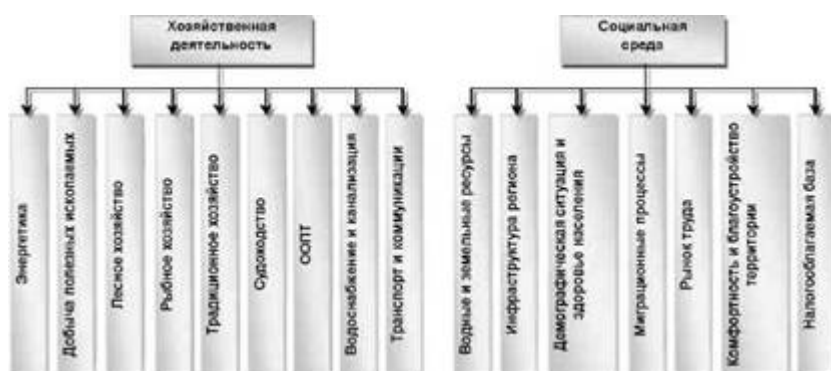 Хозяйственная
деятельность
Социальная
среда
Энергетика
Добыча полезных ископаемых
Лесное хозяйство
Рыбное хозяйство
Традиционное хозяйство
Судоходство
ООПТ
Водоснабжение и канализация
Транспорт и коммуникации
Водные и земельные ресурсы
Инфраструктура региона
Демографическая ситуация и
здоровье населения
Миграционные процессы
Рынок труда
Комфортность и благоустройство
территории
Налогооблагаемая база